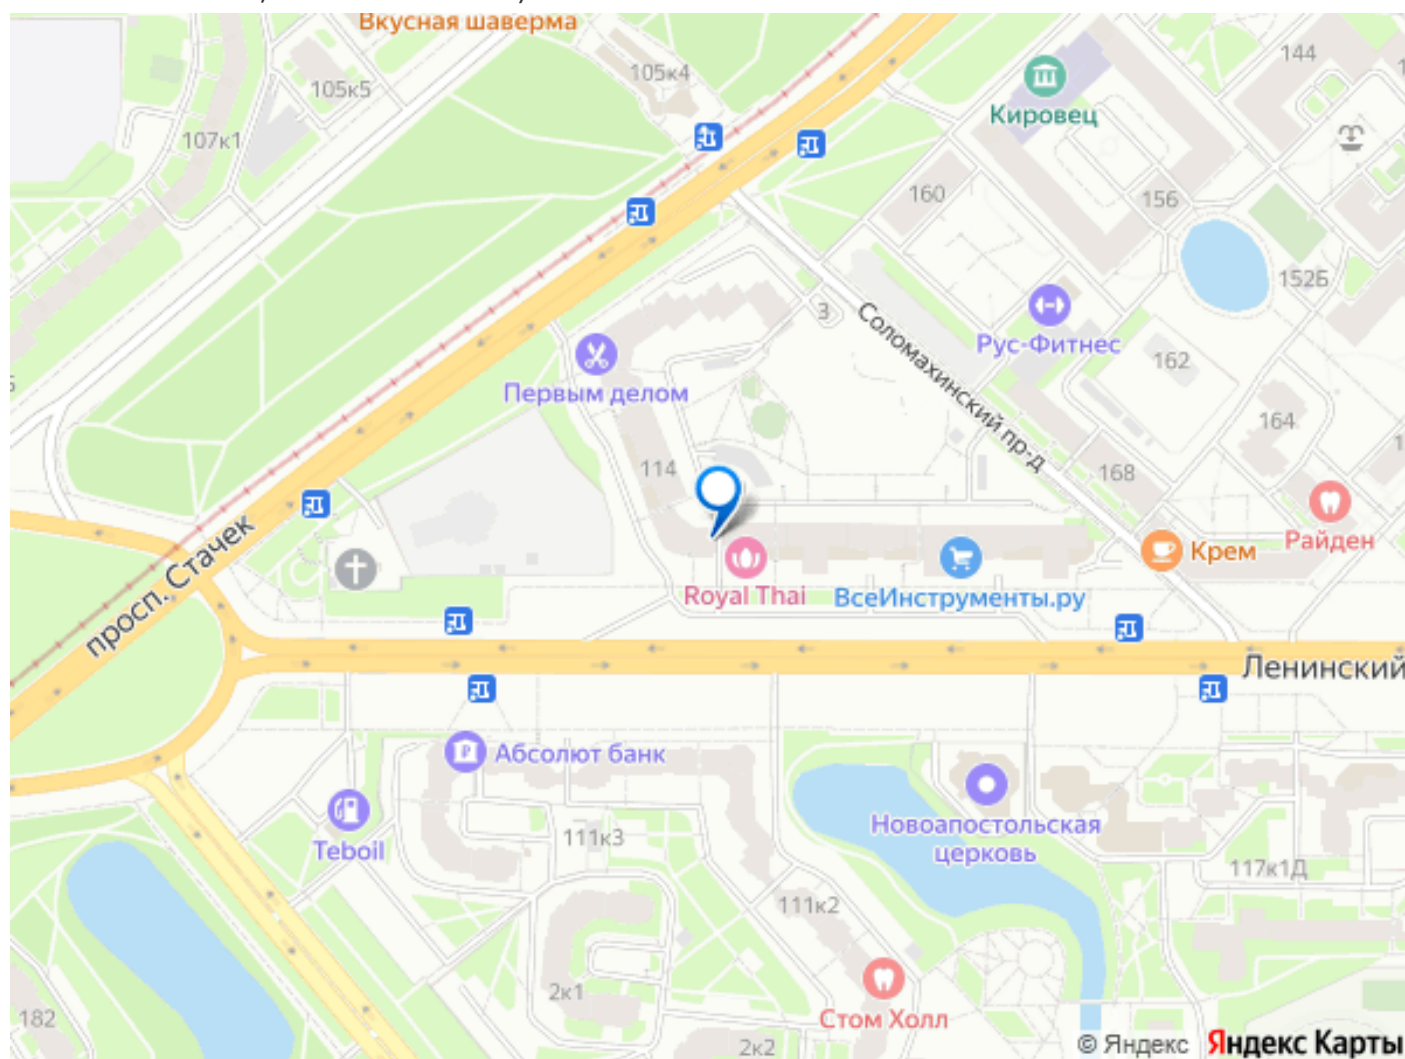 Вкусная шаверма
105к4
105к5
144
Кировец
107к1
160
156
152Б
3
Соломахинский пр-д
Рус-Фитнес
162
Первым делом
164
114
168
Райден
Крем
просп. Стачек
Royal Thai
ВсеИнструменты.ру
Ленинский
Абсолют банк
Teboil
111к3
Новоапостольская
церковь
117к1Д
111к2
2к1
Стом Холл
182
2к2
© Яндекс Яндекс Карты